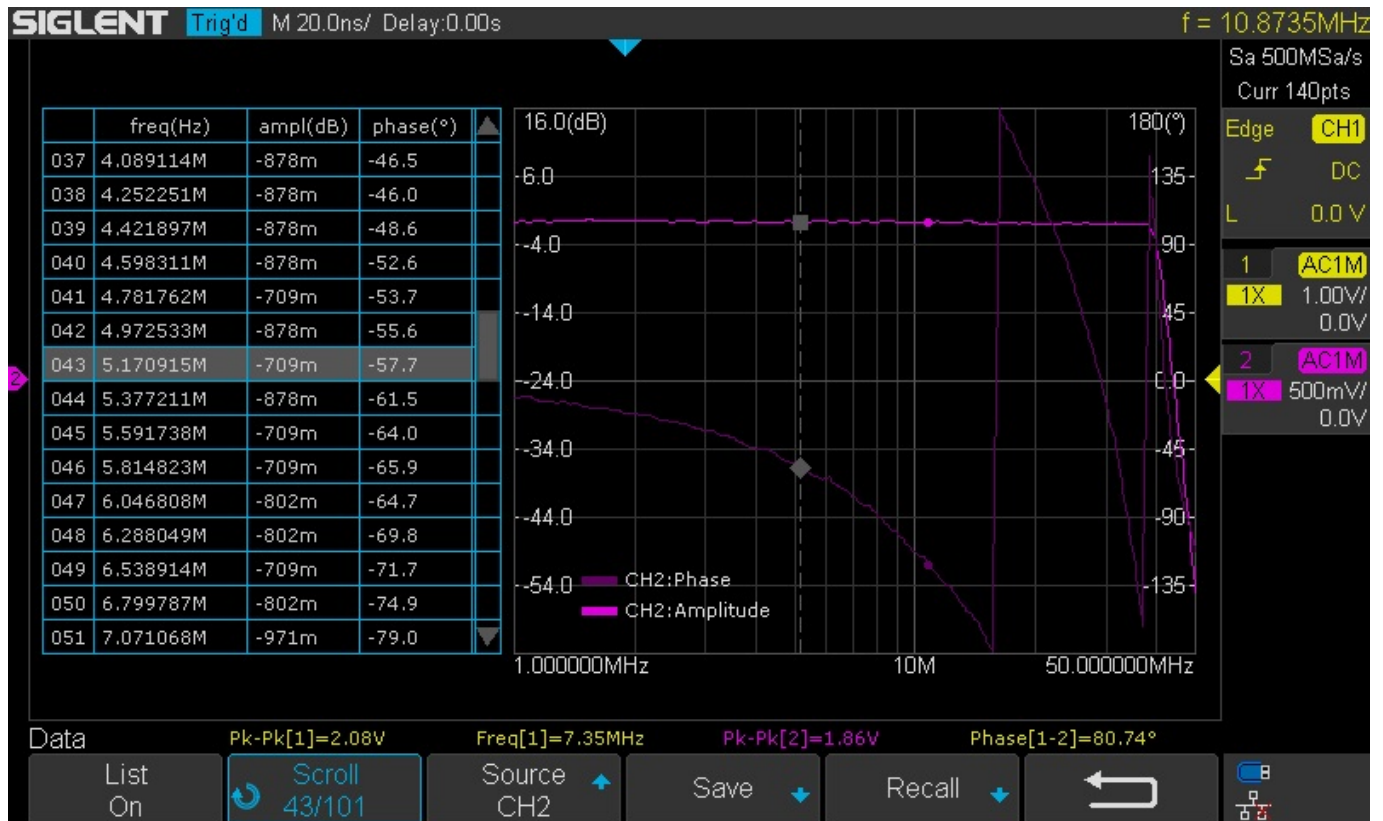 SIGLENT Trig'd M 20.0ns/ Delay:0.00s f = 10.8735MHz
Sa 500MSa/s
Curr 140pts
Edge CH1
DC
L 0.0 V
1 AC1M
1X 1.00V/
0.0V
2 AC1M
1X 500mV/
0.0V
2
freq(Hz) ampl(dB) phase(°)
037 4.089114M -878m -46.5
038 4.252251M -878m -46.0
039 4.421897M -878m -48.6
040 4.598311M -878m -52.6
041 4.781762M -709m -53.7
042 4.972533M -878m -55.6
043 5.170915M -709m -57.7
044 5.377211M -878m -61.5
045 5.591738M -709m -64.0
046 5.814823M -709m -65.9
047 6.046808M -802m -64.7
048 6.288049M -802m -69.8
049 6.538914M -709m -71.7
050 6.799787M -802m -74.9
051 7.071068M -971m -79.0
16.0(dB) 180(°)
6.0 135
-4.0 90
-14.0 45
-24.0 0.0
-34.0 -45
-44.0 -90
-54.0 -135
CH2:Phase
CH2:Amplitude
1.000000MHz 10M 50.000000MHz
Data Pk-Pk[1]=2.08V Freq[1]=7.35MHz Pk-Pk[2]=1.86V Phase[1-2]=80.74°
List
On
Scroll
43/101
Source
CH2
Save
Recall